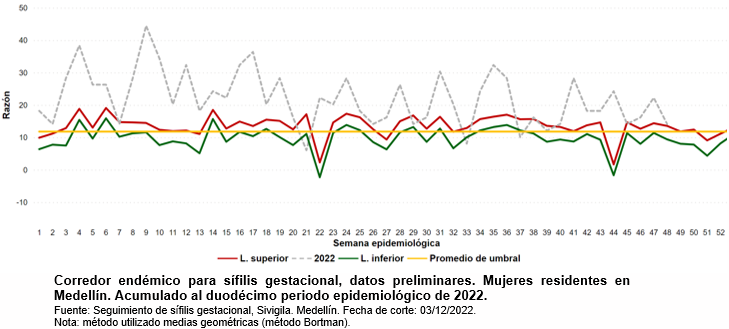 50
40
30
20
10
0
-10
Razón
1 2 3 4 5 6 7 8 9 10 11 12 13 14 15 16 17 18 19 20 21 22 23 24 25 26 27 28 29 30 31 32 33 34 35 36 37 38 39 40 41 42 43 44 45 46 47 48 49 50 51 52
Semana epidemiológica
L. superior 2022 L. inferior Promedio de umbral
Corredor endémico para sífilis gestacional, datos preliminares. Mujeres residentes en
Medellín. Acumulado al duodécimo periodo epidemiológico de 2022.
Fuente: Seguimiento de sífilis gestacional, Sivigila. Medellín. Fecha de corte: 03/12/2022.
Nota: método utilizado medias geométricas (método Bortman).